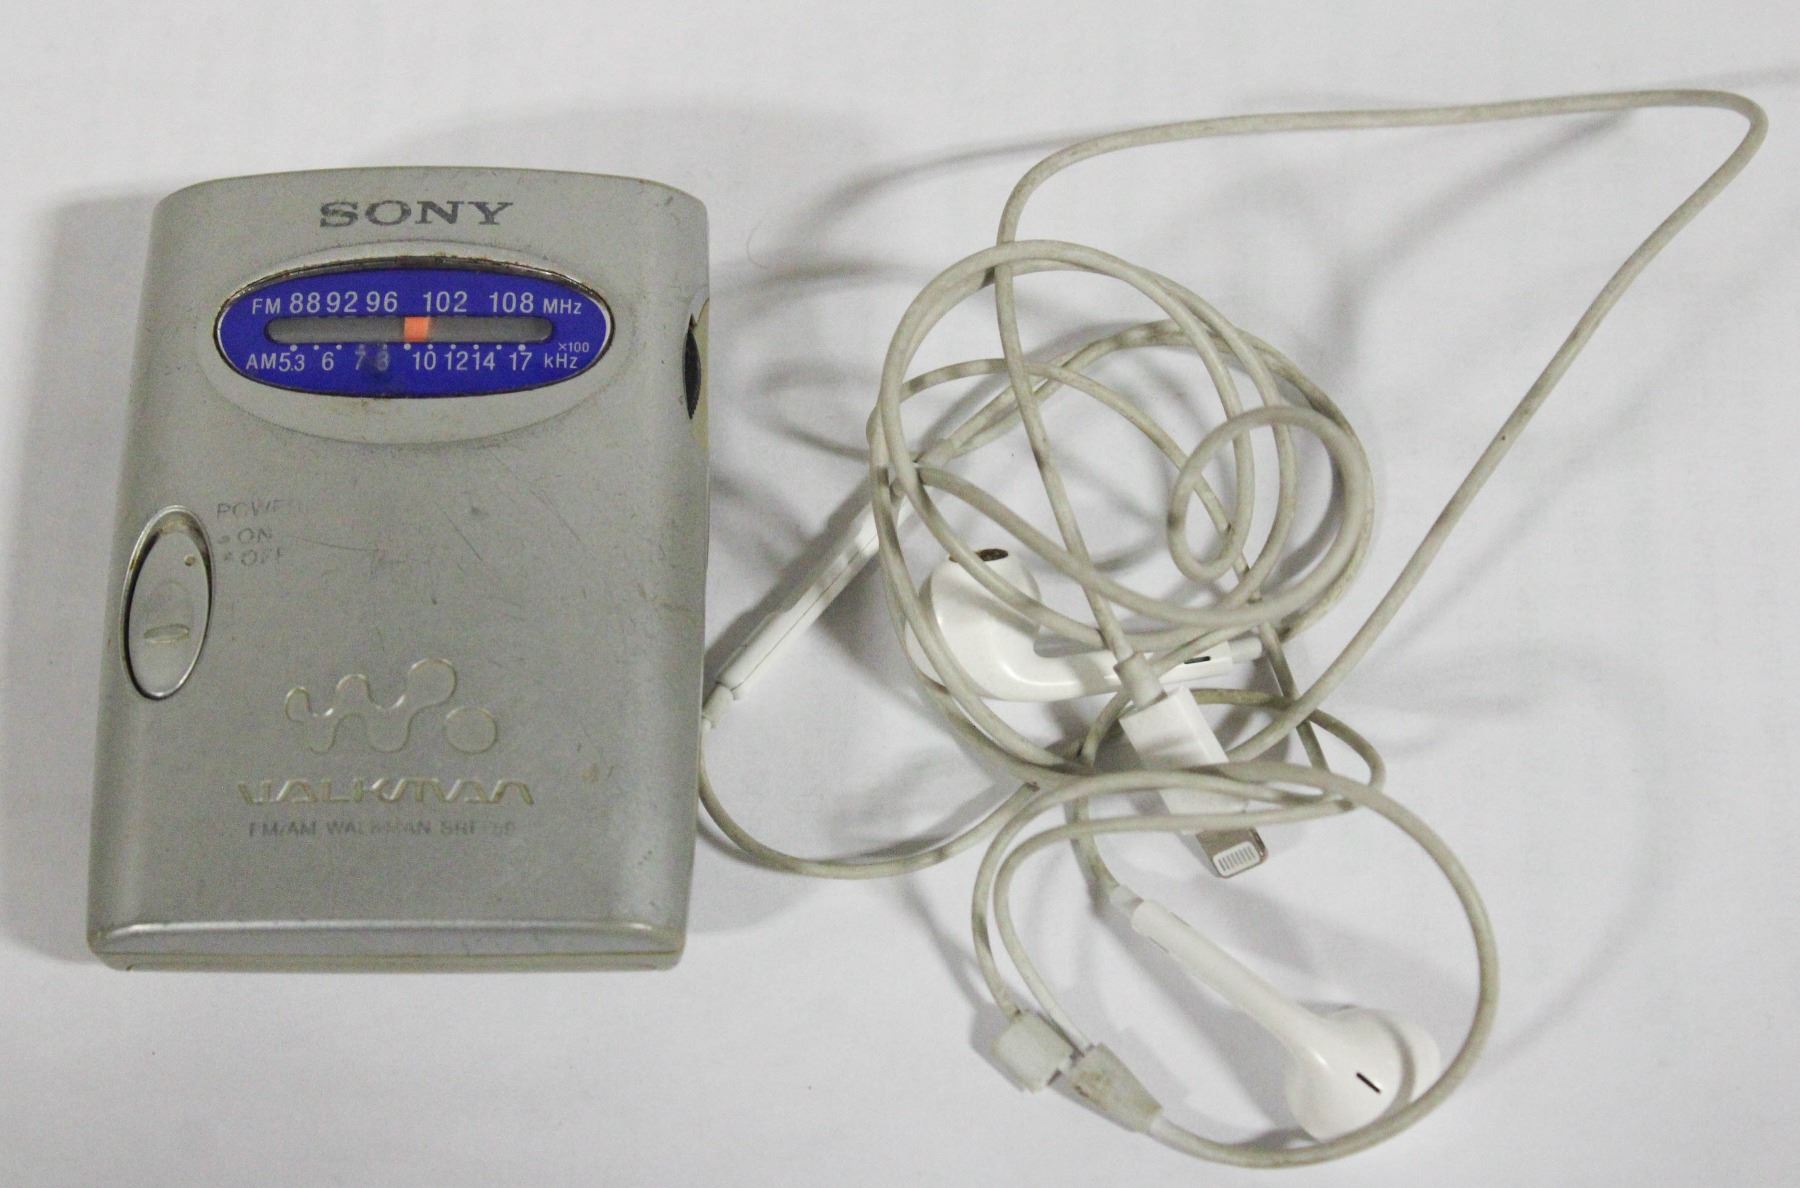 SONY
FM 88 92 96 102 108 MHz
×100
AM 5.3 6 7 8 10 12 14 17 kHz
POWER
ON
OFF
WALKMAN
FM/AM WALKMAN